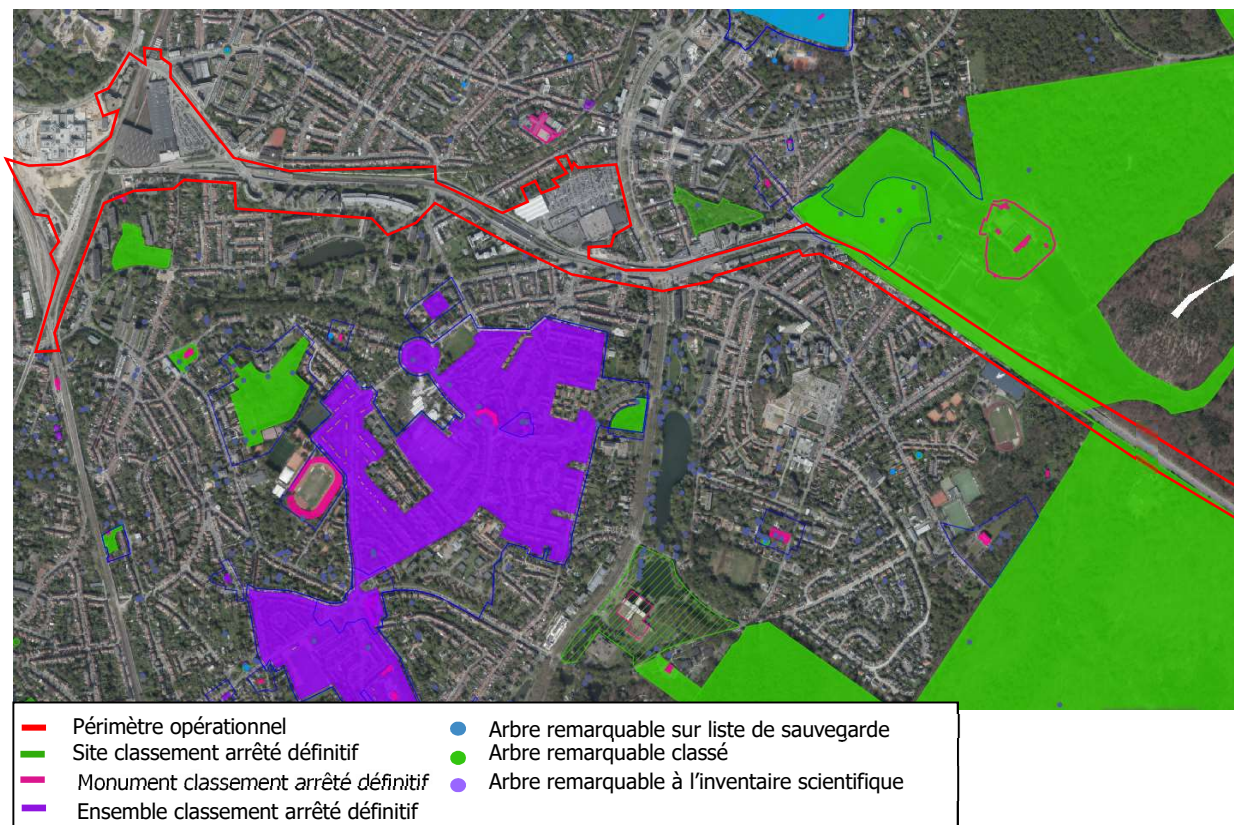 Périmètre opérationnel
Site classement arrêté définitif
Monument classement arrêté définitif
Ensemble classement arrêté définitif
Arbre remarquable sur liste de sauvegarde
Arbre remarquable classé
Arbre remarquable à l’inventaire scientifique